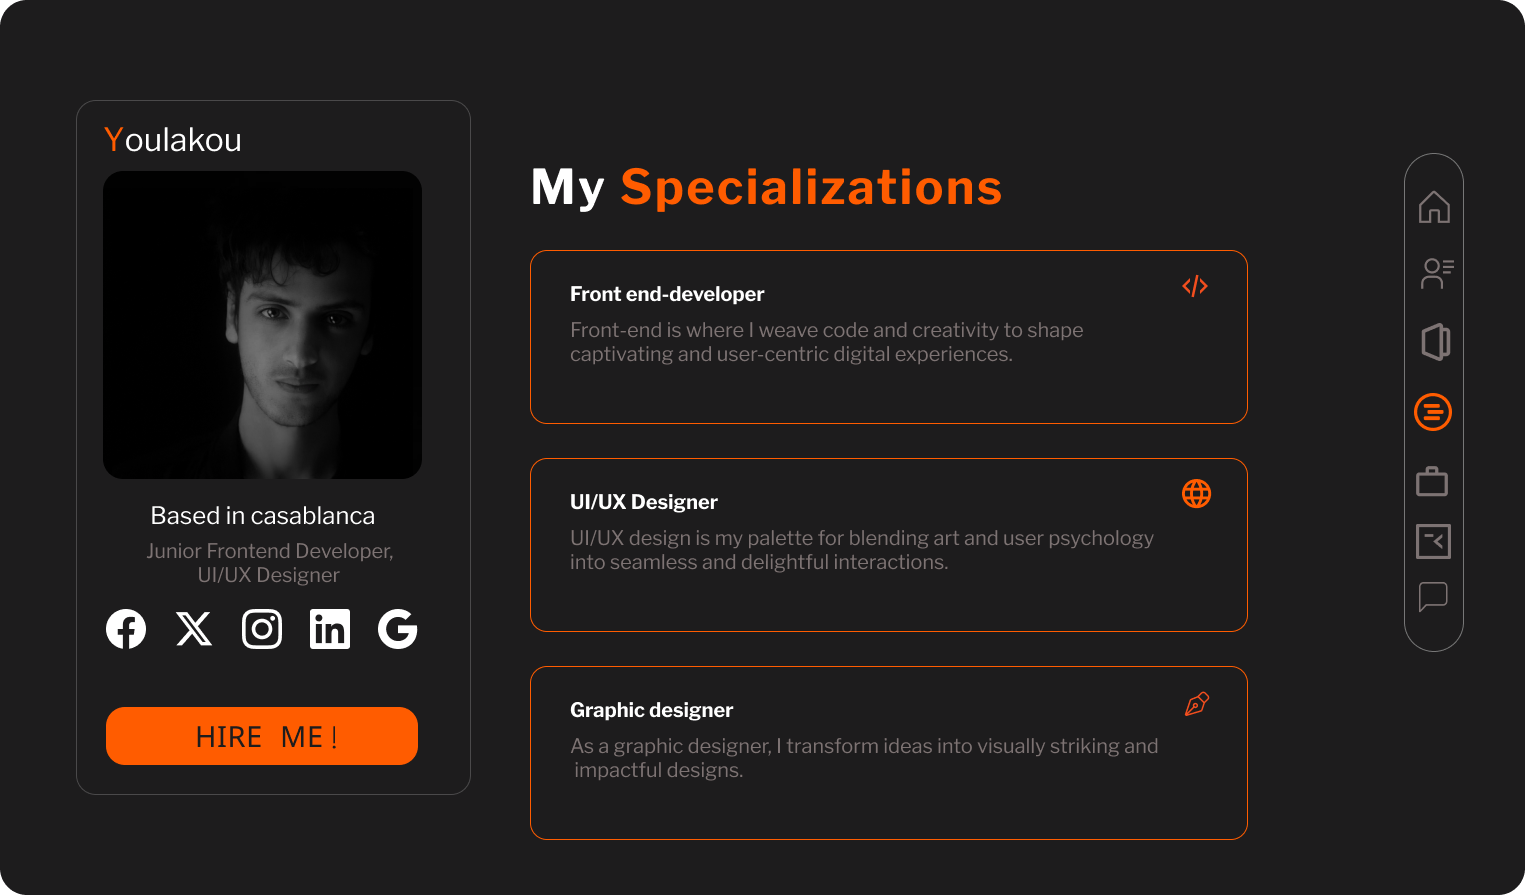 Youlakou
Based in casablanca
Junior Frontend Developer,
UI/UX Designer
HIRE ME!
My Specializations
Front end-developer
Front-end is where I weave code and creativity to shape
captivating and user-centric digital experiences.
UI/UX Designer
UI/UX design is my palette for blending art and user psychology
into seamless and delightful interactions.
Graphic designer
As a graphic designer, I transform ideas into visually striking and
impactful designs.